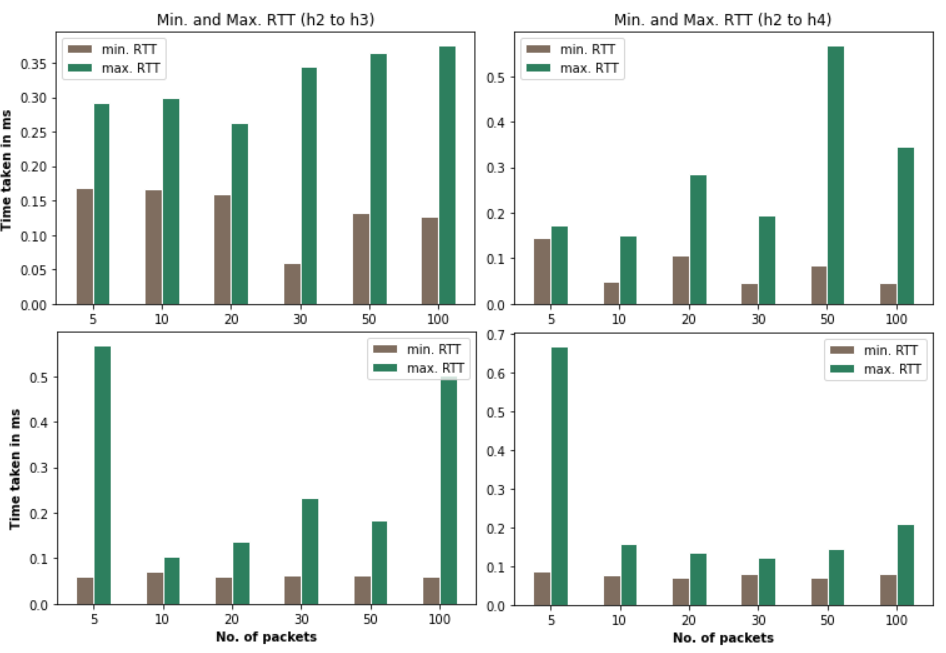 Min. and Max. RTT (h2 to h3)
min. RTT
max. RTT
0.35
0.30
0.25
0.20
0.15
0.10
0.05
0.00
Time taken in ms
5 10 20 30 50 100
Min. and Max. RTT (h2 to h4)
min. RTT
max. RTT
0.5
0.4
0.3
0.2
0.1
0.0
5 10 20 30 50 100
min. RTT
max. RTT
0.5
0.4
0.3
0.2
0.1
0.0
Time taken in ms
5 10 20 30 50 100
No. of packets
min. RTT
max. RTT
0.7
0.6
0.5
0.4
0.3
0.2
0.1
0.0
5 10 20 30 50 100
No. of packets